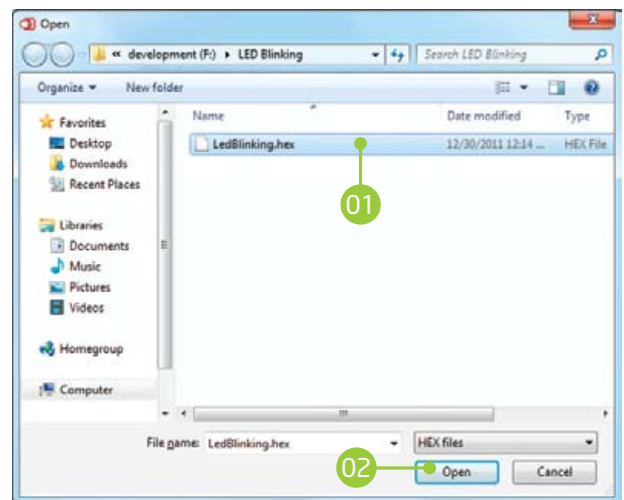 Open
« development (F:) ▸ LED Blinking
Search LED Blinking
Organize
New folder
Name
Date modified
Type
Favorites
Desktop
Downloads
Recent Places
Libraries
Documents
Music
Pictures
Videos
Homegroup
Computer
LedBlinking.hex
12/30/2011 12:14 ...
HEX File
01
File name:
LedBlinking.hex
HEX files
02
Open
Cancel